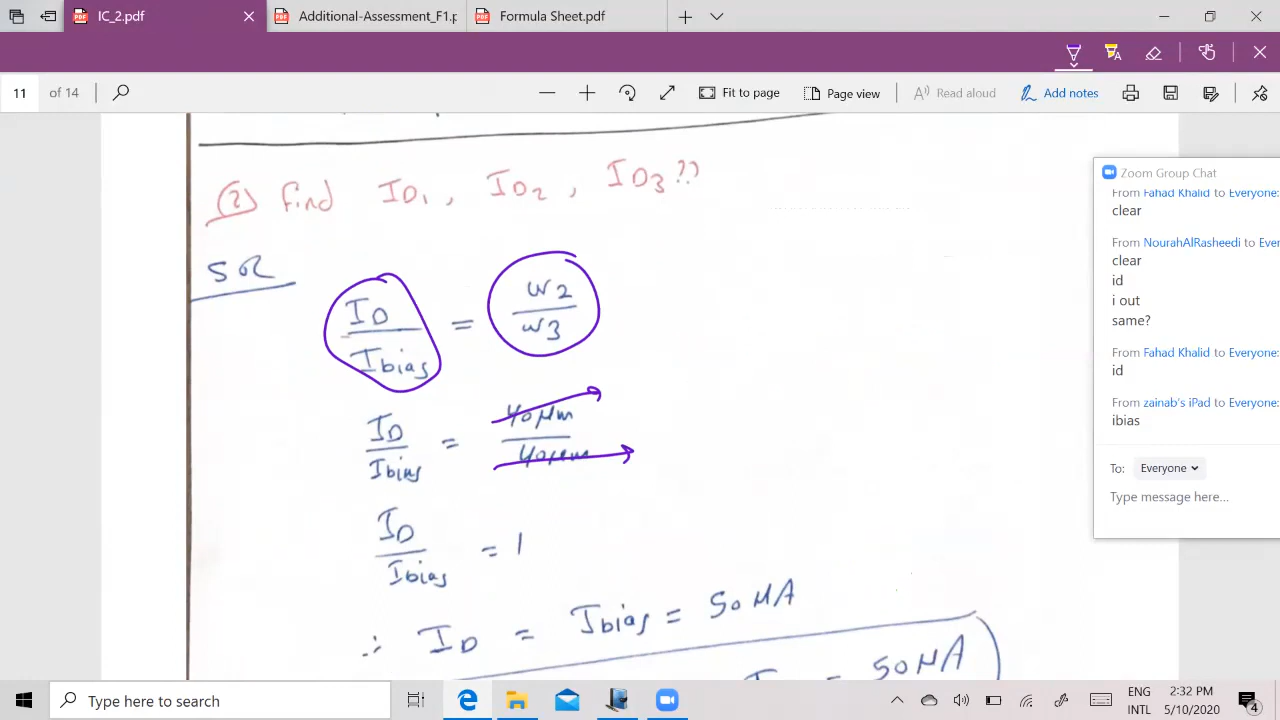 IC_2.pdf
Additional-Assessment_F1.p
Formula Sheet.pdf
11 of 14
Fit to page
Page view
Read aloud
Add notes
(2) find ID1, ID2, ID3??
Sol
ID/Ibias = w2/w3
ID/Ibias = 40μm/40μm
ID/Ibias = 1
∴ ID = Ibias = 50MA
= 50MA
Zoom Group Chat
From Fahad Khalid to Everyone:
clear
From NourahAlRasheedi to Ever
clear
id
i out
same?
From Fahad Khalid to Everyone:
id
From zainab's iPad to Everyone:
ibias
To: Everyone
Type message here...
Type here to search
ENG
INTL
2:32 PM
5/10/2020
4